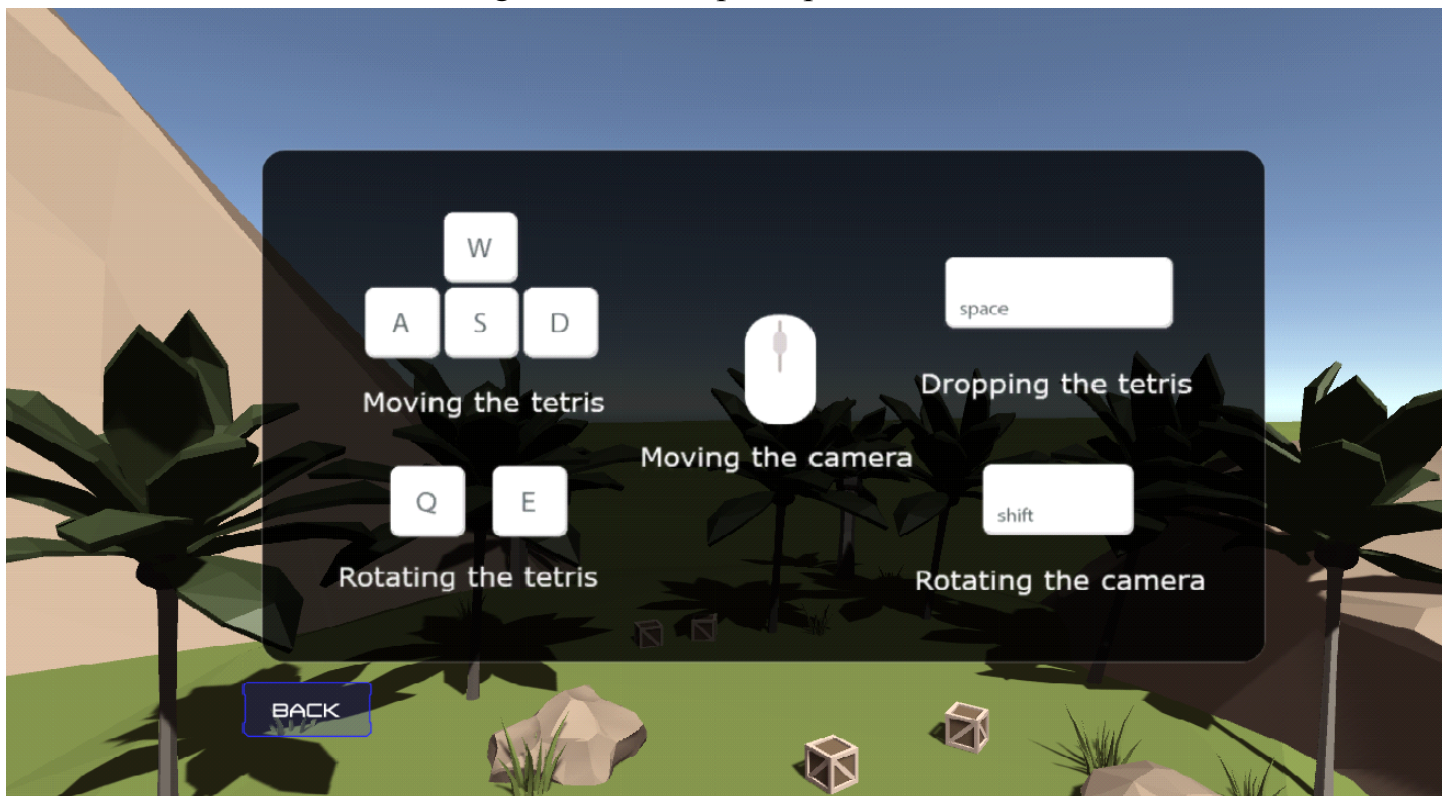 W
A S D
Moving the tetris
Q E
Rotating the tetris
Moving the camera
space
Dropping the tetris
shift
Rotating the camera
BACK